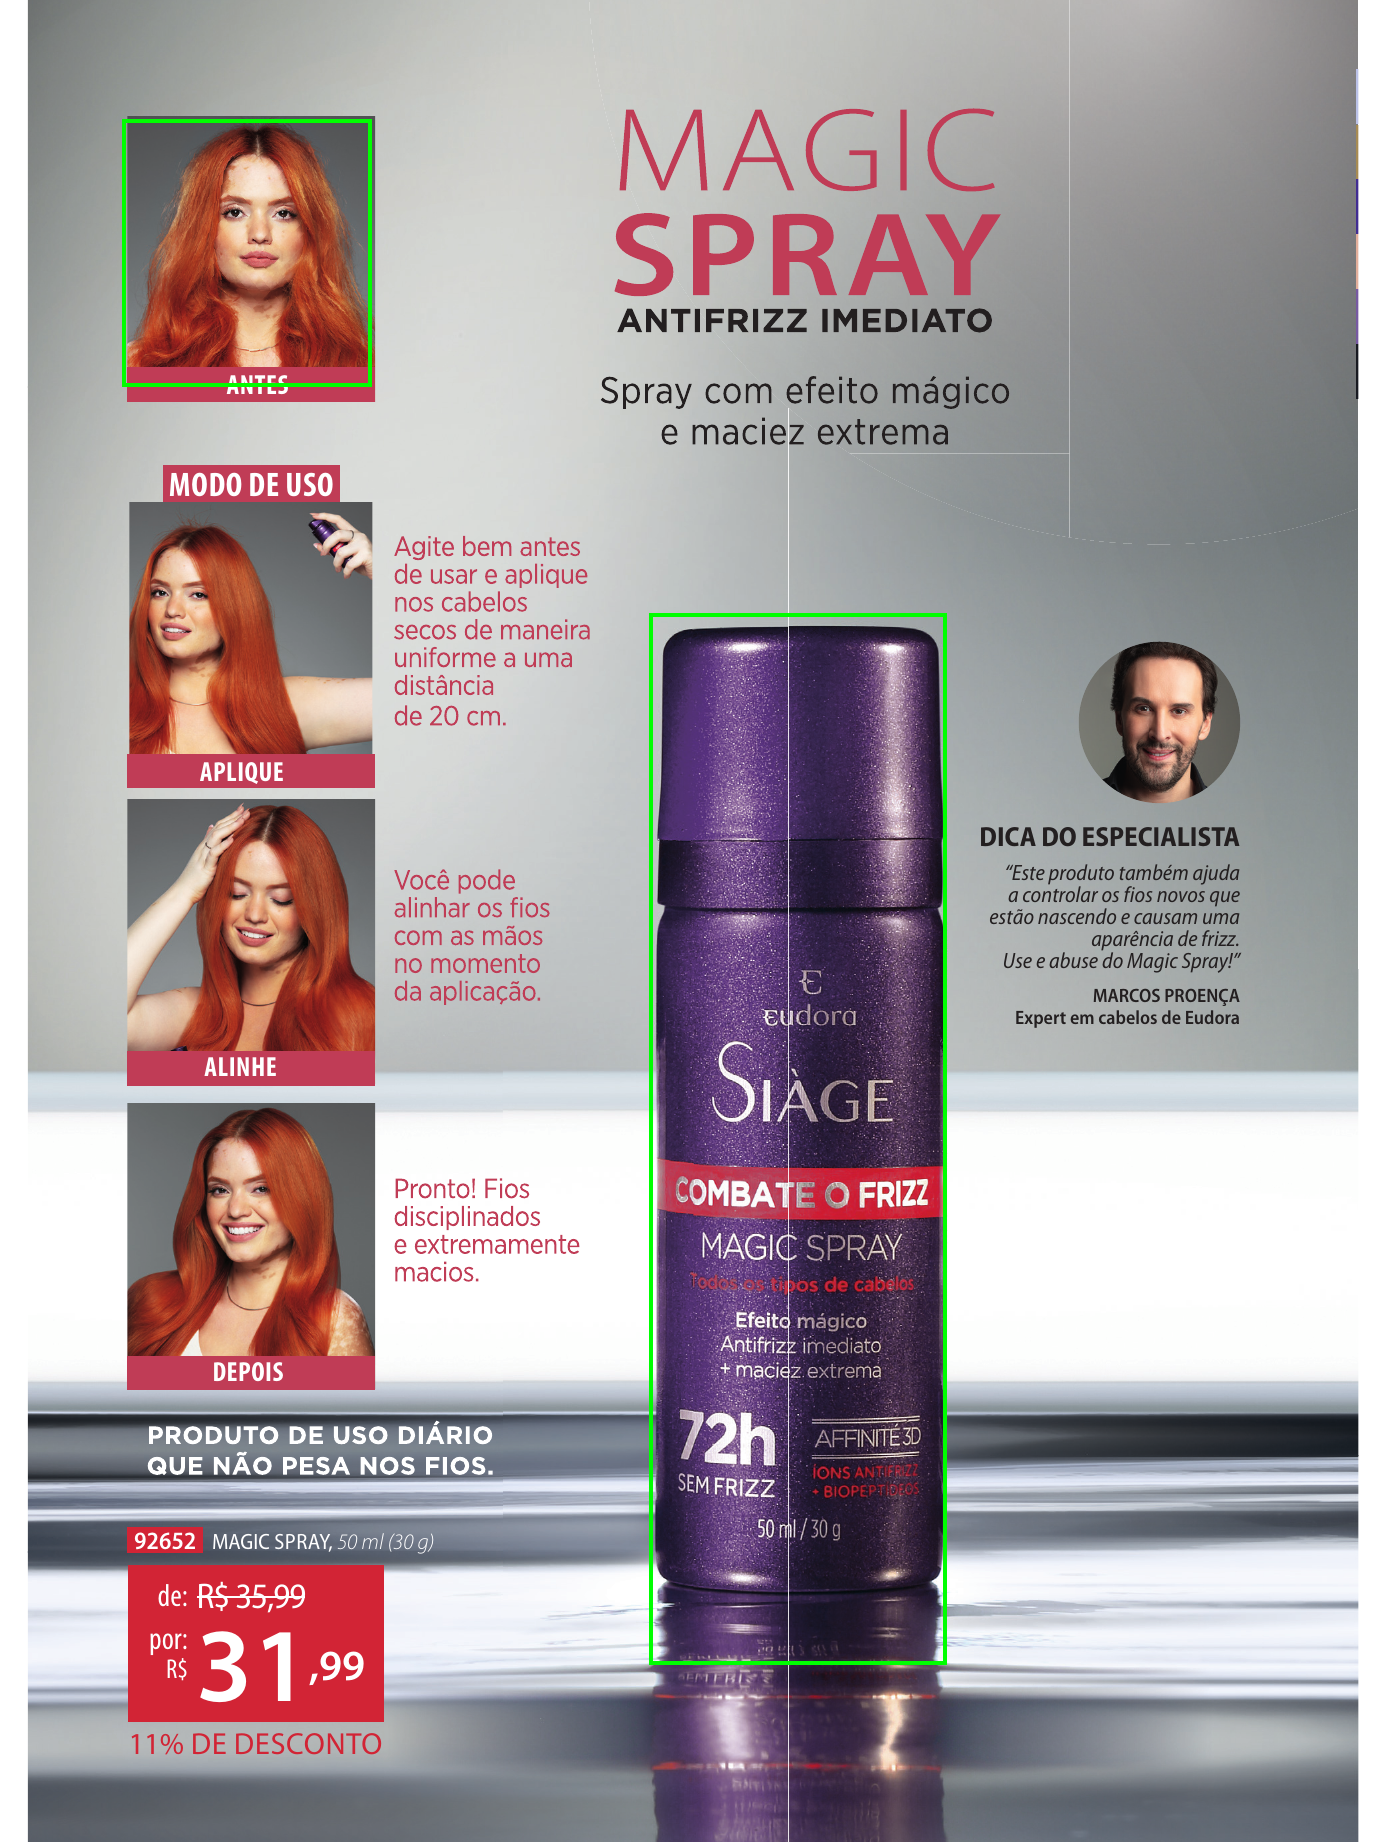 MAGIC
SPRAY
ANTIFRIZZ IMEDIATO
Spray com efeito mágico
e maciez extrema
ANTES
MODO DE USO
APLIQUE
Agite bem antes
de usar e aplique
nos cabelos
secos de maneira
uniforme a uma
distância
de 20 cm.
ALINHE
Você pode
alinhar os fios
com as mãos
no momento
da aplicação.
DEPOIS
Pronto! Fios
disciplinados
e extremamente
macios.
PRODUTO DE USO DIÁRIO
QUE NÃO PESA NOS FIOS.
92652 MAGIC SPRAY, 50 ml (30 g)
de: R$ 35,99
por:
R$ 31,99
11% DE DESCONTO
E
Eudora
SIÀGE
COMBATE O FRIZZ
MAGIC SPRAY
Todos os tipos de cabelos
Efeito mágico
Antifrizz imediato
+ maciez extrema
72h
SEM FRIZZ
AFFINITÉ 3D
ÍONS ANTIFRIZZ
+ BIOPEPTÍDEOS
50 ml / 30 g
DICA DO ESPECIALISTA
“Este produto também ajuda
a controlar os fios novos que
estão nascendo e causam uma
aparência de frizz.
Use e abuse do Magic Spray!”
MARCOS PROENÇA
Expert em cabelos de Eudora